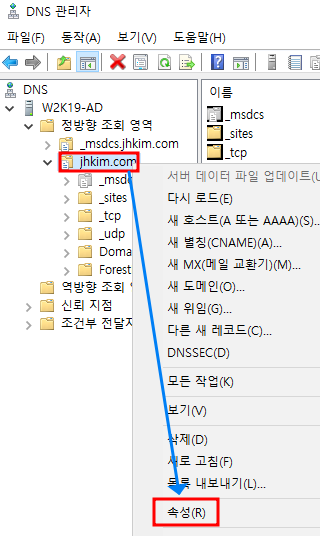 DNS 관리자
파일(F) 동작(A) 보기(V) 도움말(H)
DNS
W2K19-AD
정방향 조회 영역
_msdcs.jhkim.com
jhkim.com
_msdc
_sites
_tcp
_udp
Doma
Forest
역방향 조회 영
신뢰 지점
조건부 전달자
이름
_msdcs
_sites
_tcp
서버 데이터 파일 업데이트(U
다시 로드(E)
새 호스트(A 또는 AAAA)(S)...
새 별칭(CNAME)(A)...
새 MX(메일 교환기)(M)...
새 도메인(O)...
새 위임(G)...
다른 새 레코드(C)...
DNSSEC(D)
모든 작업(K)
보기(V)
삭제(D)
새로 고침(F)
목록 내보내기(L)...
속성(R)